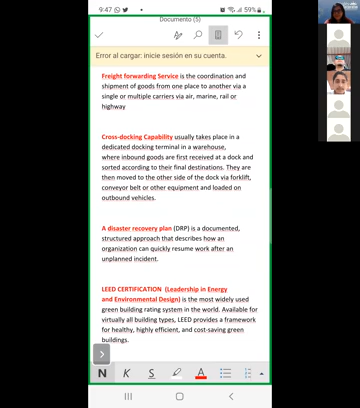 9:47
59%
Documento (5)
Error al cargar: inicie sesión en su cuenta.
Freight forwarding Service is the coordination and
shipment of goods from one place to another via a
single or multiple carriers via air, marine, rail or
highway
Cross-docking Capability usually takes place in a
dedicated docking terminal in a warehouse,
where inbound goods are first received at a dock and
sorted according to their final destinations. They are
then moved to the other side of the dock via forklift,
conveyor belt or other equipment and loaded on
outbound vehicles.
A disaster recovery plan (DRP) is a documented,
structured approach that describes how an
organization can quickly resume work after an
unplanned incident.
LEED CERTIFICATION (Leadership in Energy
and Environmental Design) is the most widely used
green building rating system in the world. Available for
virtually all building types, LEED provides a framework
for healthy, highly efficient, and cost-saving green
buildings.
N K S A